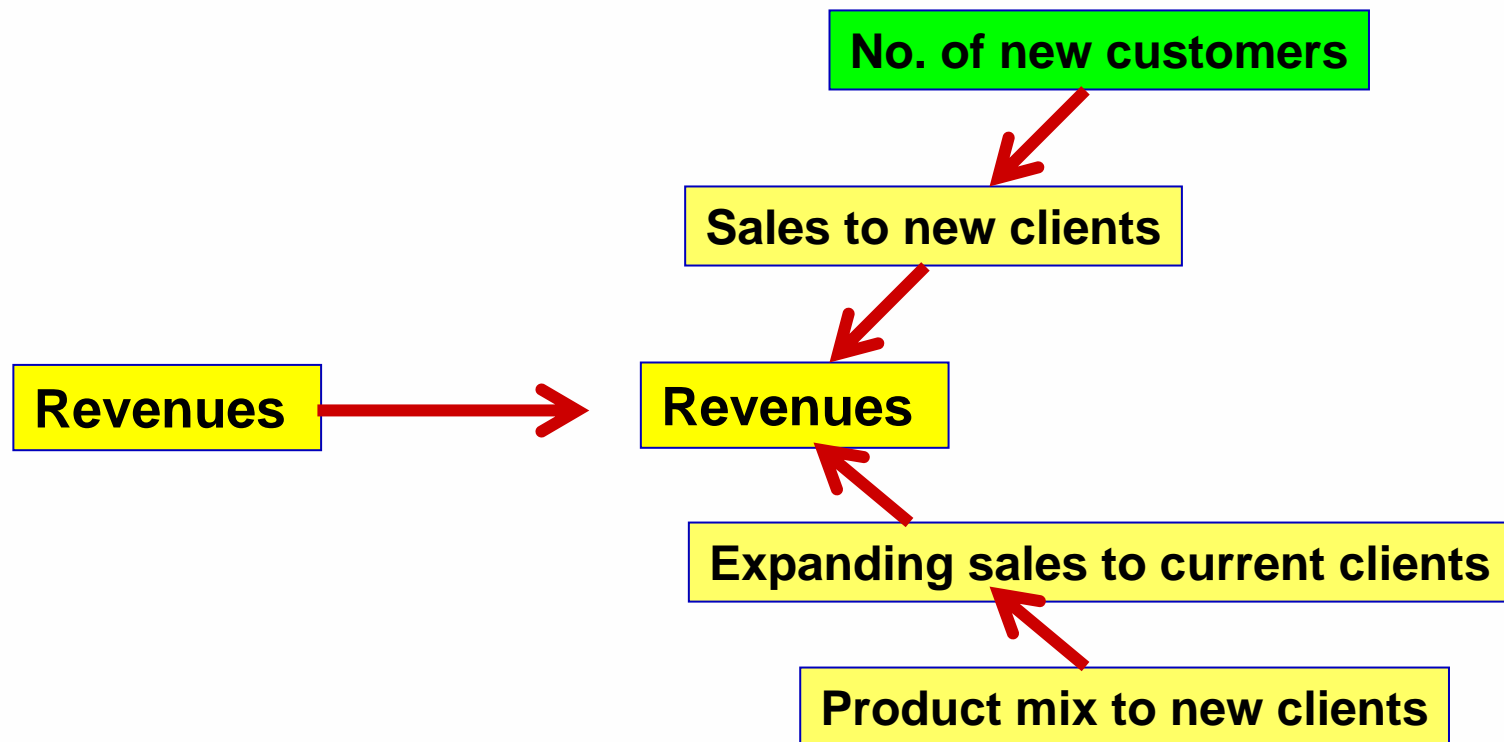 No. of new customers
Sales to new clients
Revenues
Revenues
Expanding sales to current clients
Product mix to new clients